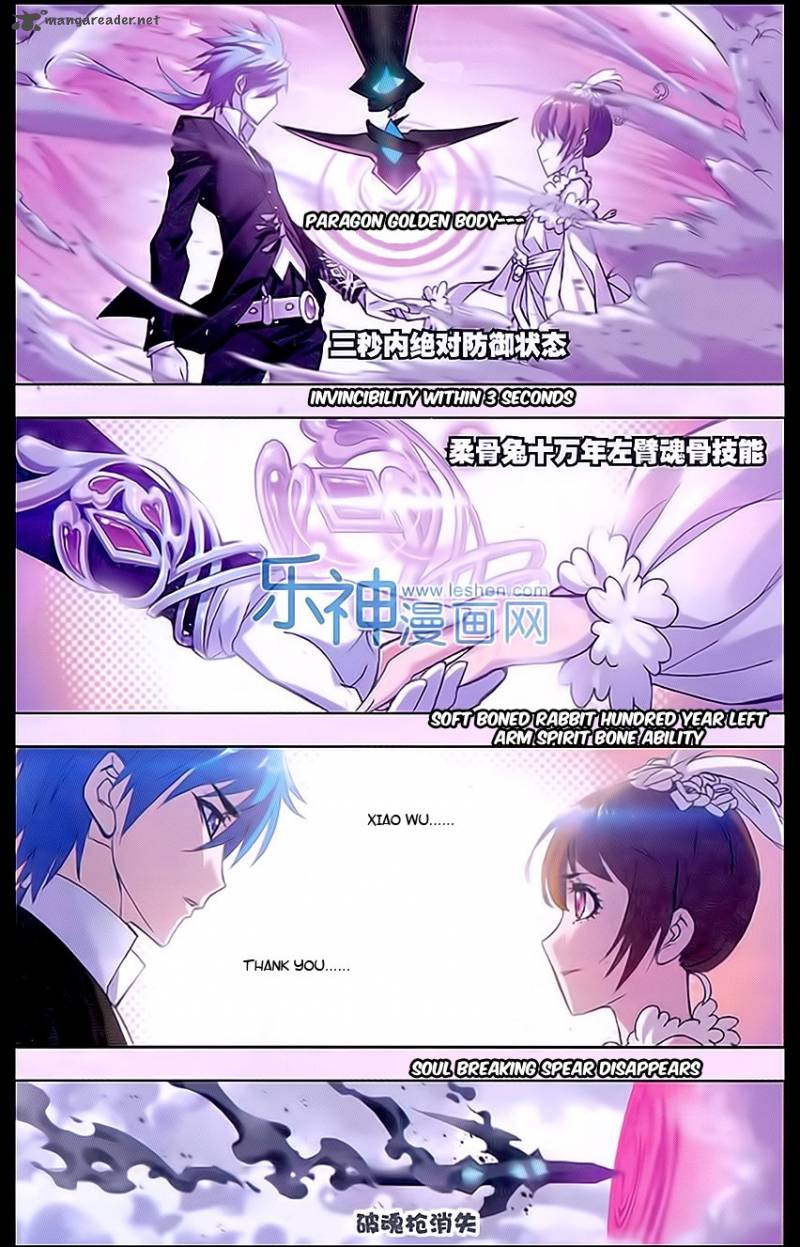 mangareader.net
PARAGON GOLDEN BODY---
三秒内绝对防御状态
INVINCIBILITY WITHIN 3 SECONDS
柔骨兔十万年左臂魂骨技能
www.leshen.com
乐神漫画网
SOFT BONED RABBIT HUNDRED YEAR LEFT
ARM SPIRIT BONE ABILITY
XIAO WU......
THANK YOU......
SOUL BREAKING SPEAR DISAPPEARS
破魂枪消失